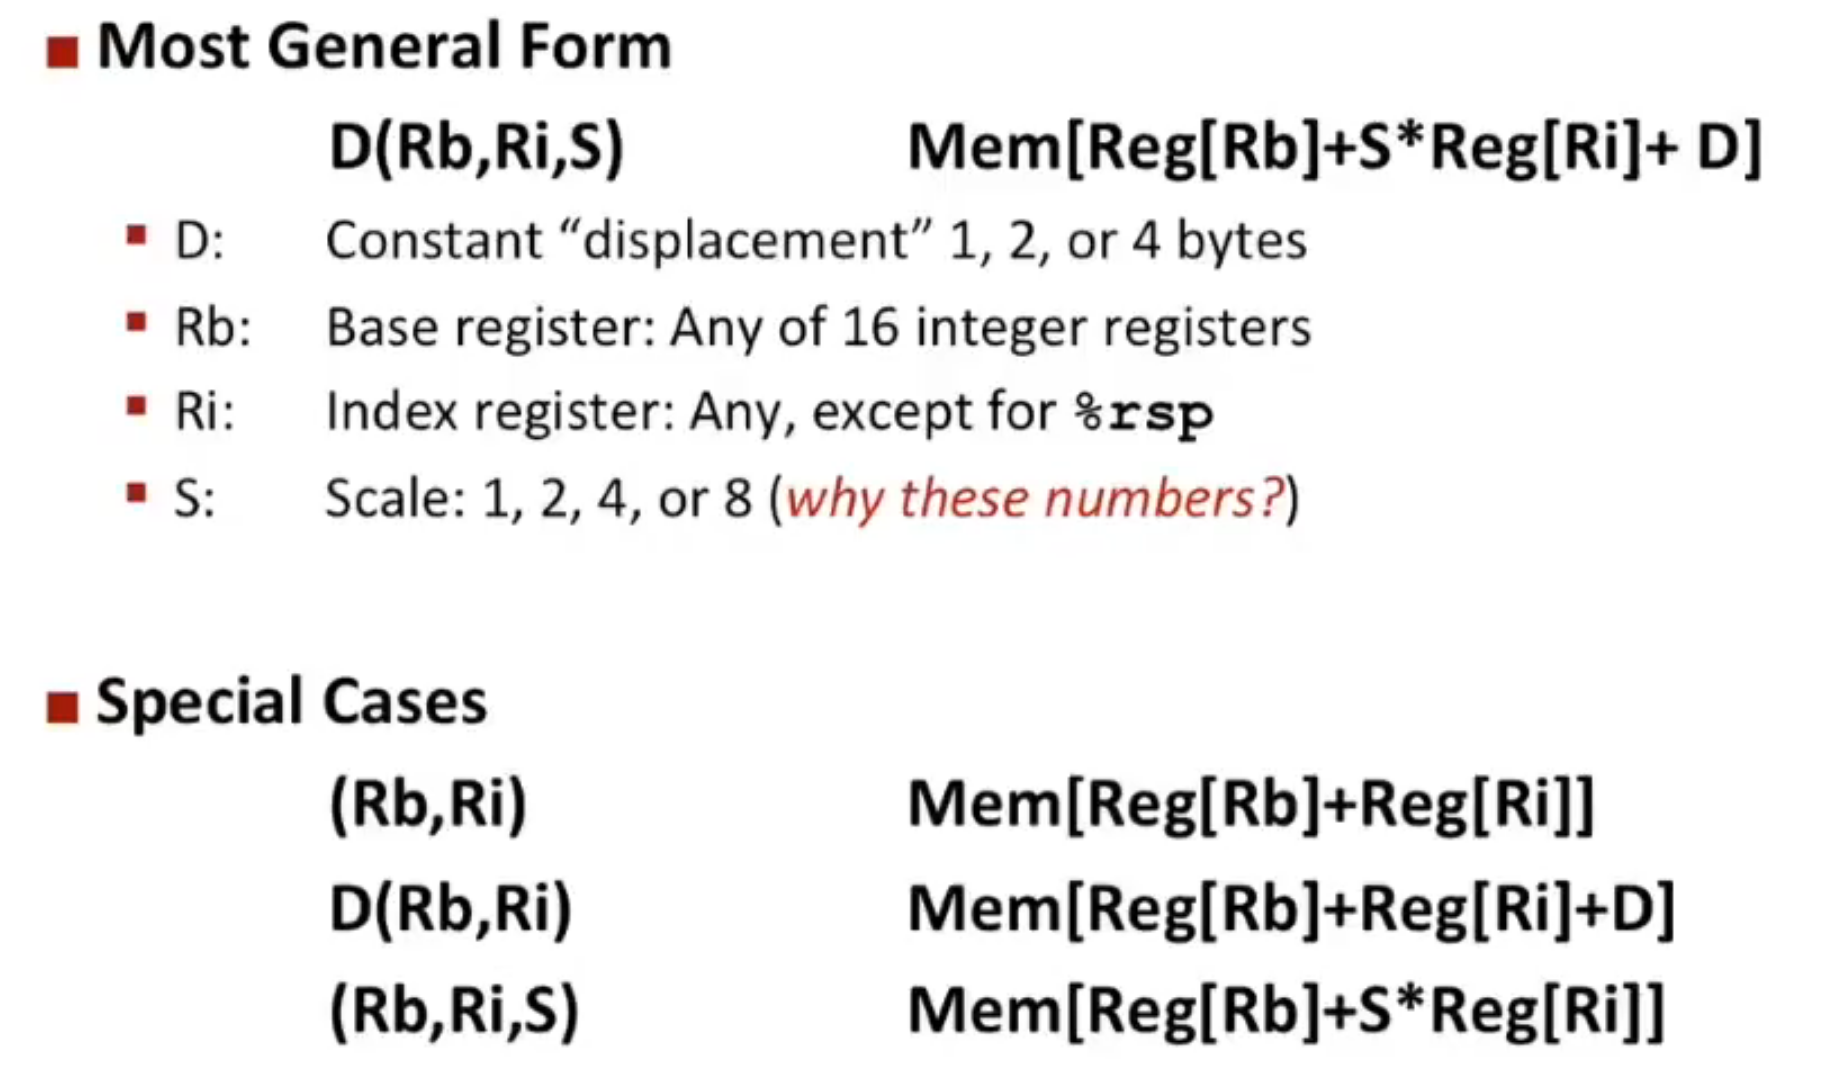 Most General Form
D(Rb,Ri,S) Mem[Reg[Rb]+S*Reg[Ri]+ D]
D: Constant “displacement” 1, 2, or 4 bytes
Rb: Base register: Any of 16 integer registers
Ri: Index register: Any, except for %rsp
S: Scale: 1, 2, 4, or 8 (why these numbers?)
Special Cases
(Rb,Ri) Mem[Reg[Rb]+Reg[Ri]]
D(Rb,Ri) Mem[Reg[Rb]+Reg[Ri]+D]
(Rb,Ri,S) Mem[Reg[Rb]+S*Reg[Ri]]